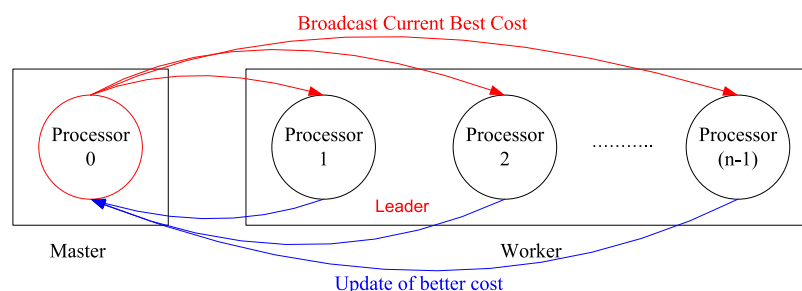 Broadcast Current Best Cost
Processor
0
Processor
1
Processor
2
...........
Processor
(n-1)
Leader
Master
Worker
Update of better cost